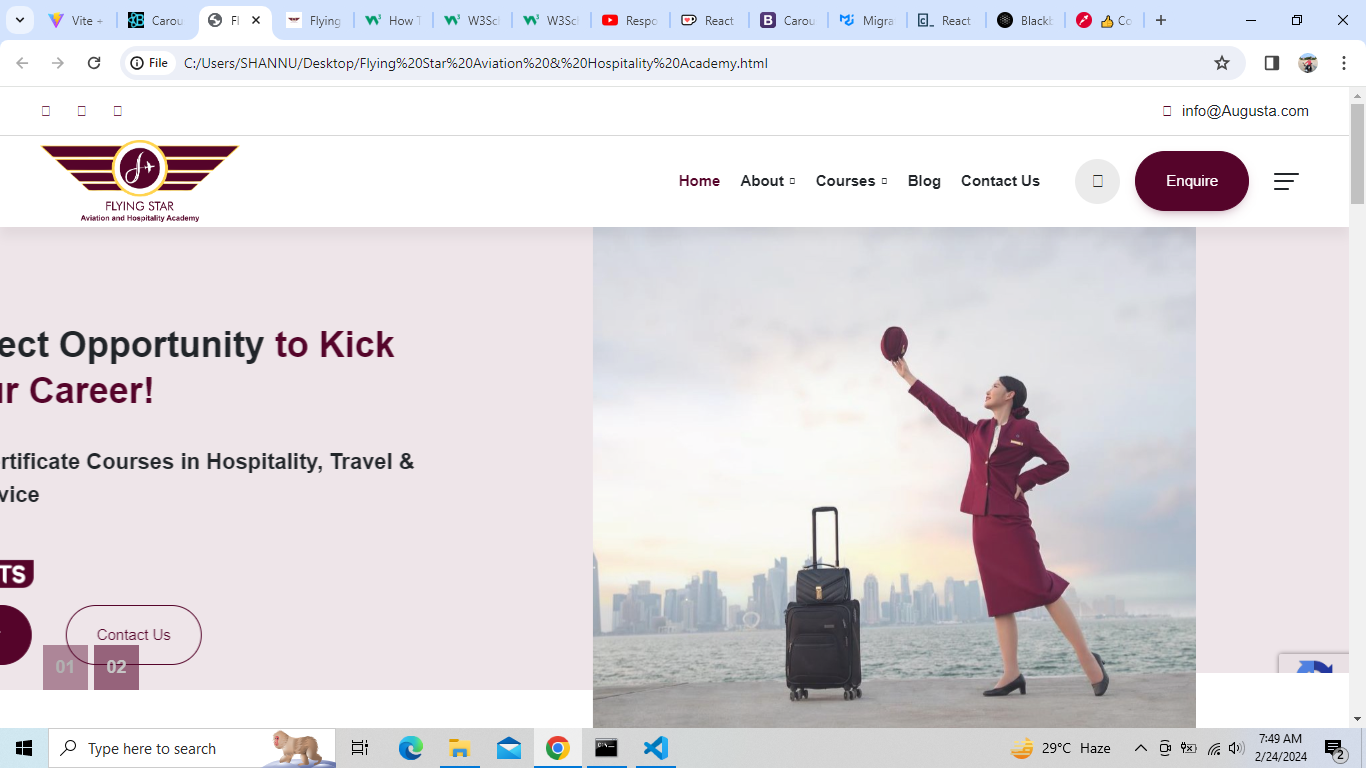 Vite +
Carou
Fl
Flying
How T
W3Sch
W3Sch
Respo
React
Carou
Migra
React
Blackb
Co
File
C:/Users/SHANNU/Desktop/Flying%20Star%20Aviation%20&%20Hospitality%20Academy.html
info@Augusta.com
FLYING STAR
Aviation and Hospitality Academy
Home About Courses Blog Contact Us Enquire
ect Opportunity to Kick
ur Career!
rtificate Courses in Hospitality, Travel &
vice
TS
Contact Us
01 02
Type here to search
29°C Haze
7:49 AM
2/24/2024
2